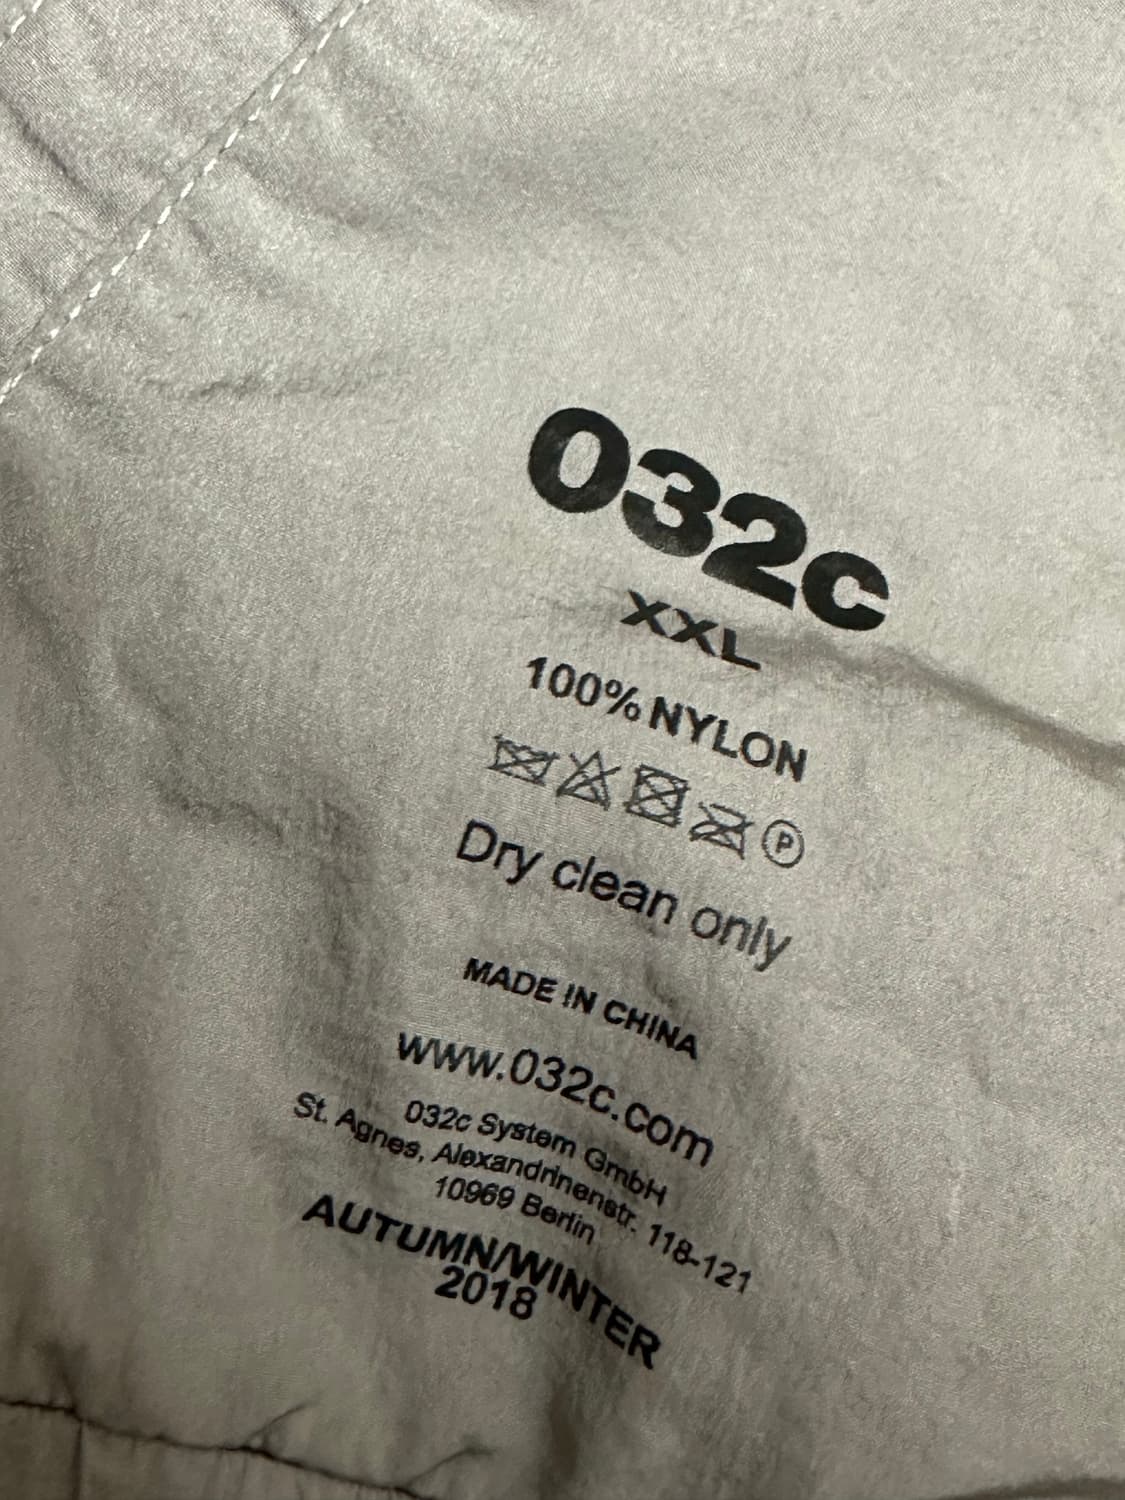 032c
XXL
100% NYLON
P
Dry clean only
MADE IN CHINA
www.032c.com
032c System GmbH
St. Agnes, Alexandrinenstr. 118-121
10969 Berlin
AUTUMN/WINTER
2018